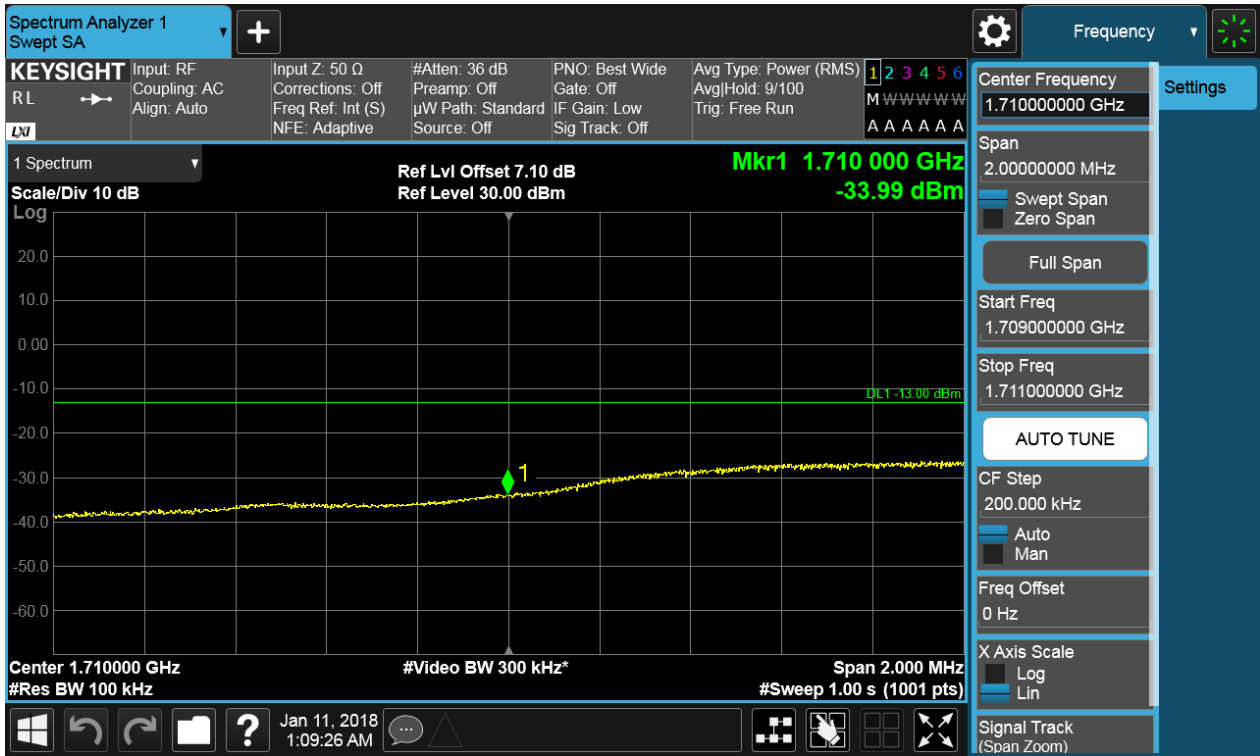 Spectrum Analyzer 1
Swept SA
+
Frequency
KEYSIGHT
R L
LXI
Input: RF
Coupling: AC
Align: Auto
Input Z: 50 Ω
Corrections: Off
Freq Ref: Int (S)
NFE: Adaptive
#Atten: 36 dB
Preamp: Off
µW Path: Standard
Source: Off
PNO: Best Wide
Gate: Off
IF Gain: Low
Sig Track: Off
Avg Type: Power (RMS)
Avg|Hold: 9/100
Trig: Free Run
1 2 3 4 5 6
M W W W W W
A A A A A A
1 Spectrum
Scale/Div 10 dB
Ref Lvl Offset 7.10 dB
Ref Level 30.00 dBm
Mkr1 1.710 000 GHz
-33.99 dBm
Log
20.0
10.0
0.00
-10.0
-20.0
-30.0
-40.0
-50.0
-60.0
DL1 -13.00 dBm
1
Center 1.710000 GHz
#Res BW 100 kHz
#Video BW 300 kHz*
Span 2.000 MHz
#Sweep 1.00 s (1001 pts)
Center Frequency
1.710000000 GHz
Span
2.00000000 MHz
Swept Span
Zero Span
Full Span
Start Freq
1.709000000 GHz
Stop Freq
1.711000000 GHz
AUTO TUNE
CF Step
200.000 kHz
Auto
Man
Freq Offset
0 Hz
X Axis Scale
Log
Lin
Signal Track
(Span Zoom)
Settings
?
Jan 11, 2018
1:09:26 AM